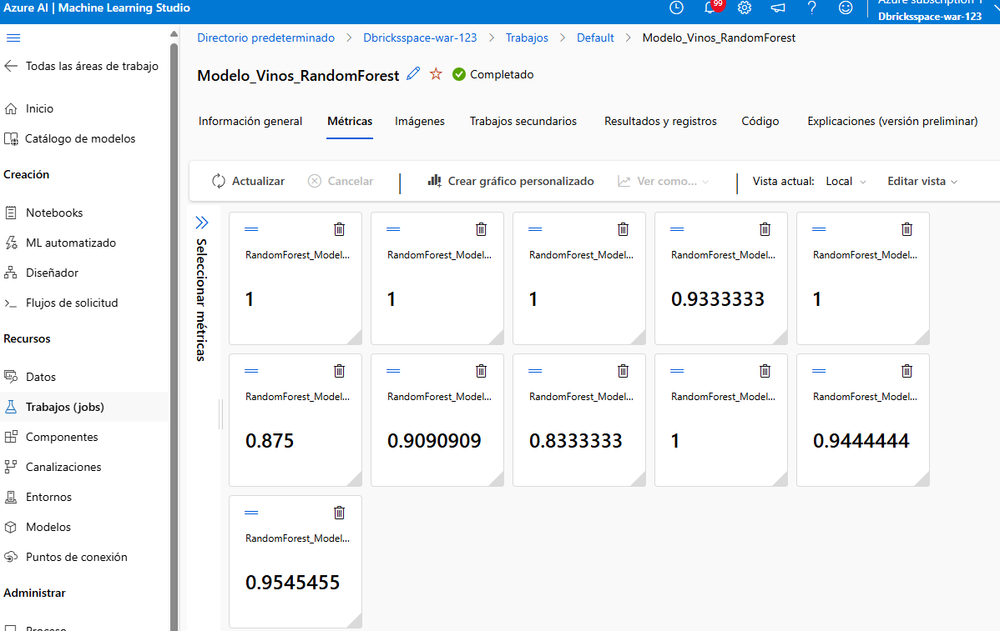 Azure AI | Machine Learning Studio
99
Azure subscription 1
Dbricksspace-war-123
Todas las áreas de trabajo
Inicio
Catálogo de modelos
Creación
Notebooks
ML automatizado
Diseñador
Flujos de solicitud
Recursos
Datos
Trabajos (jobs)
Componentes
Canalizaciones
Entornos
Modelos
Puntos de conexión
Administrar
Proceso
Directorio predeterminado > Dbricksspace-war-123 > Trabajos > Default > Modelo_Vinos_RandomForest
Modelo_Vinos_RandomForest Completado
Información general Métricas Imágenes Trabajos secundarios Resultados y registros Código Explicaciones (versión preliminar)
Actualizar Cancelar Crear gráfico personalizado Ver como... Vista actual: Local Editar vista
Seleccionar métricas
RandomForest_Model... RandomForest_Model... RandomForest_Model... RandomForest_Model... RandomForest_Model...
1 1 1 0.9333333 1
RandomForest_Model... RandomForest_Model... RandomForest_Model... RandomForest_Model... RandomForest_Model...
0.875 0.9090909 0.8333333 1 0.9444444
RandomForest_Model...
0.9545455